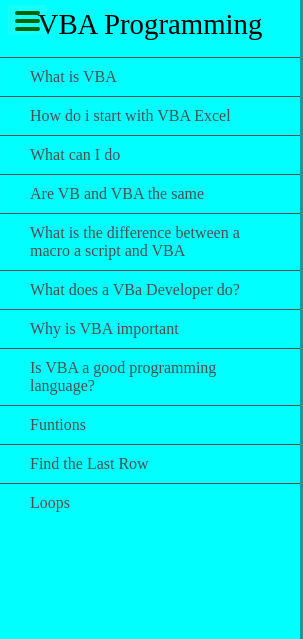 VBA Programming
What is VBA
How do i start with VBA Excel
What can I do
Are VB and VBA the same
What is the difference between a
macro a script and VBA
What does a VBa Developer do?
Why is VBA important
Is VBA a good programming
language?
Funtions
Find the Last Row
Loops